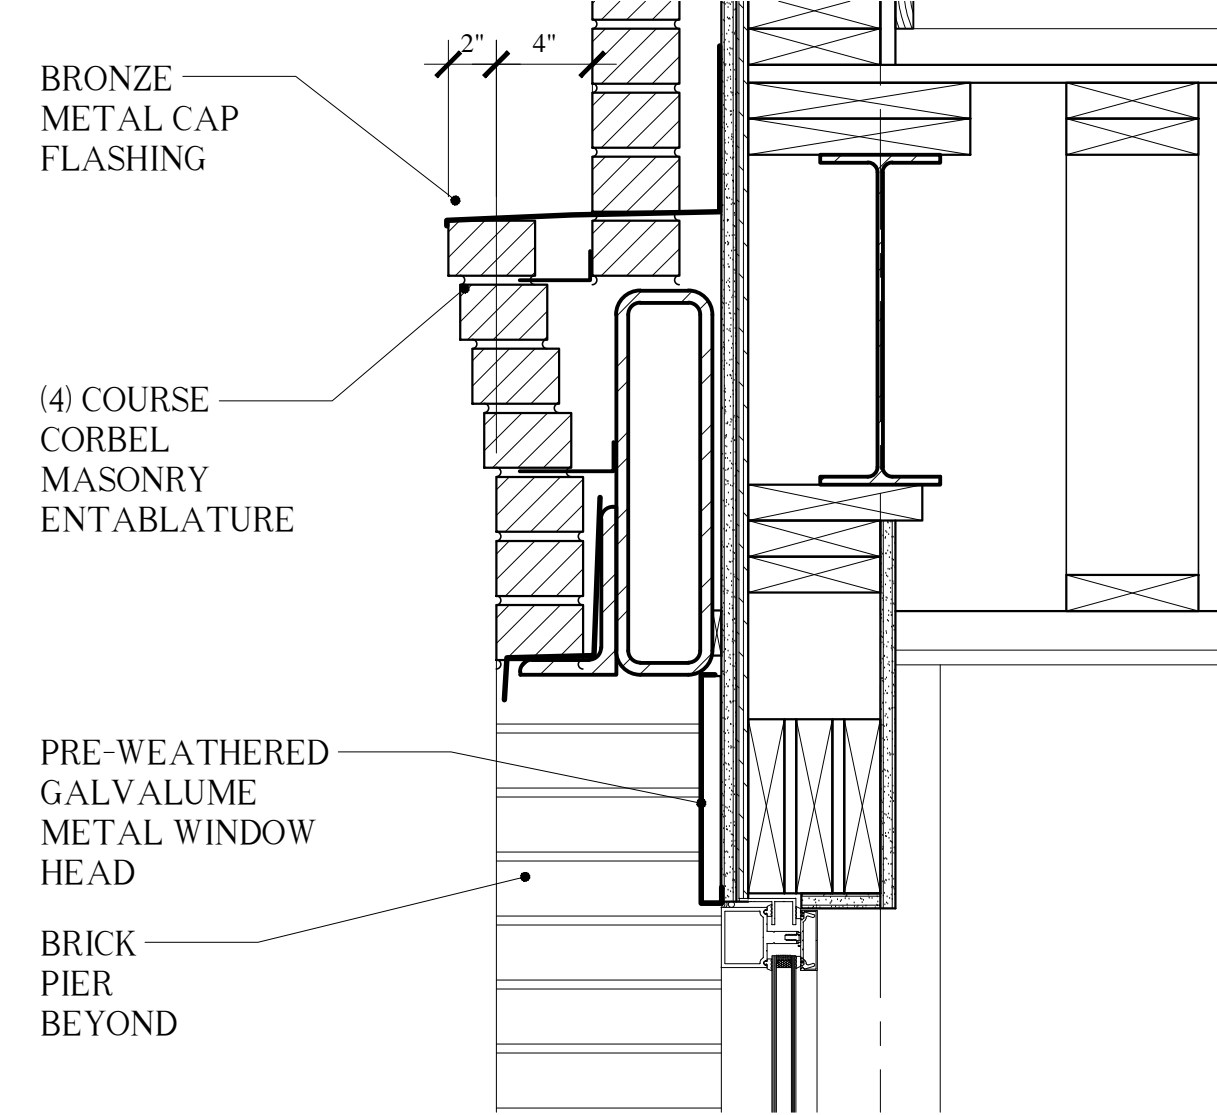 2" 4"
BRONZE
METAL CAP
FLASHING
(4) COURSE
CORBEL
MASONRY
ENTABLATURE
PRE-WEATHERED
GALVALUME
METAL WINDOW
HEAD
BRICK
PIER
BEYOND